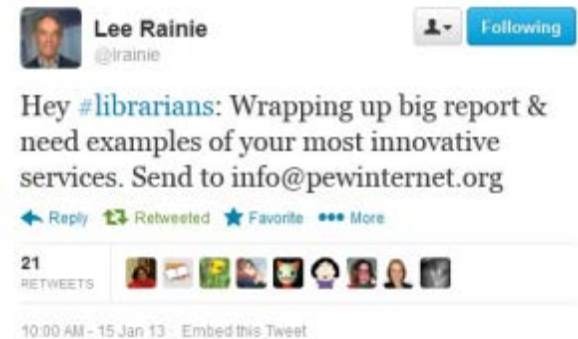 Lee Rainie
@lrainie
Following
Hey #librarians: Wrapping up big report &
need examples of your most innovative
services. Send to info@pewinternet.org
Reply Retweeted Favorite More
21
RETWEETS
10:00 AM - 15 Jan 13 · Embed this Tweet